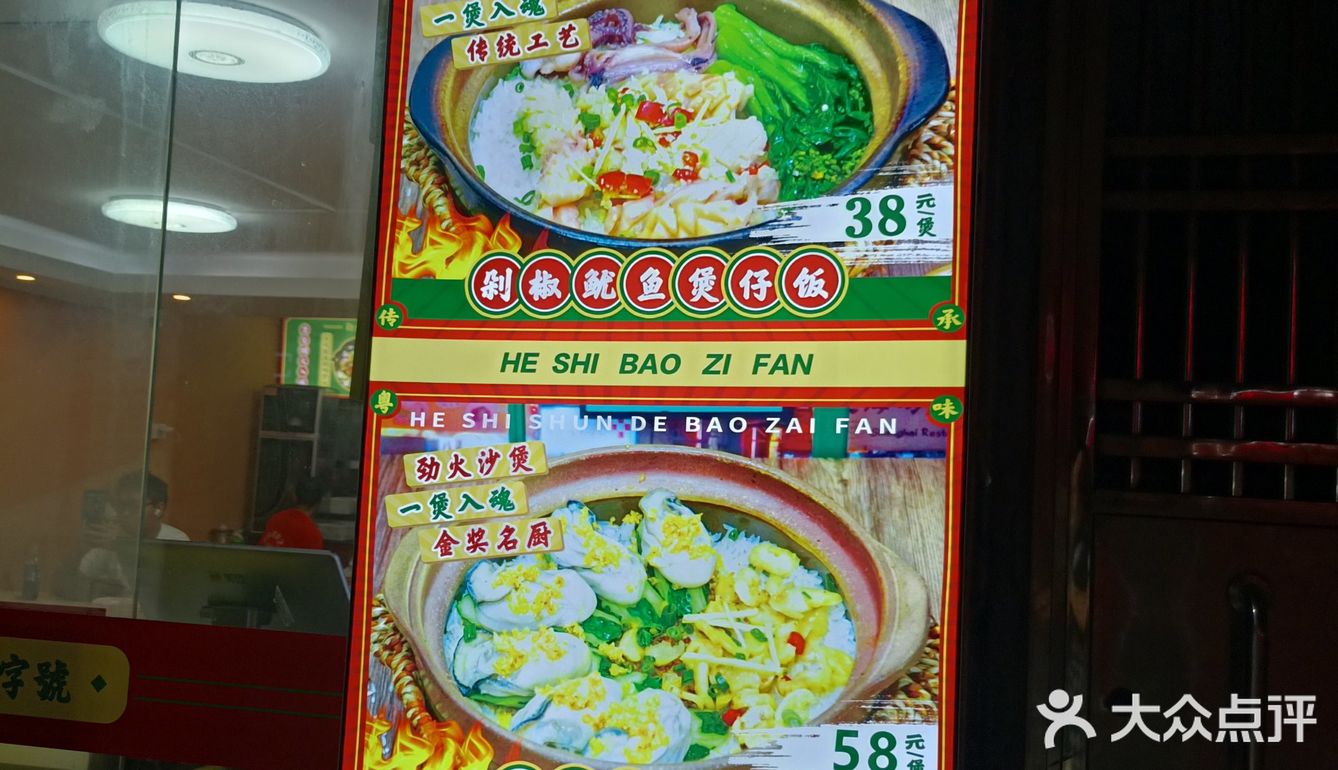 一煲入魂
传统工艺
38元/煲
剁椒鱿鱼煲仔饭
传承
HE SHI BAO ZI FAN
粤味
HE SHI SHUN DE BAO ZAI FAN
劲火沙煲
一煲入魂
金奖名厨
58元/煲
字號
大众点评